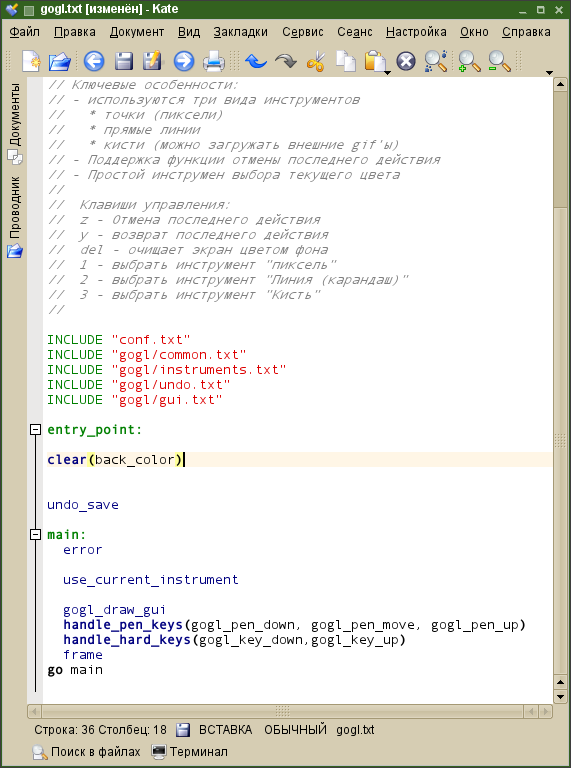 gogl.txt [изменён] - Kate
Файл Правка Документ Вид Закладки Сервис Сеанс Настройка Окно Справка
Документы
Проводник
// Ключевые особенности:
// - используются три вида инструментов
//   * точки (пиксели)
//   * прямые линии
//   * кисти (можно загружать внешние gif'ы)
// - Поддержка функции отмены последнего действия
// - Простой инструмен выбора текущего цвета
//
//  Клавиши управления:
//  z - Отмена последнего действия
//  y - возврат последнего действия
//  del - очищает экран цветом фона
//  1 - выбрать инструмент "пиксель"
//  2 - выбрать инструмент "Линия (карандаш)"
//  3 - выбрать инструмент "Кисть"
//
INCLUDE "conf.txt"
INCLUDE "gogl/common.txt"
INCLUDE "gogl/instruments.txt"
INCLUDE "gogl/undo.txt"
INCLUDE "gogl/gui.txt"
entry_point:
clear(back_color)
undo_save
main:
  error
  use_current_instrument
  gogl_draw_gui
  handle_pen_keys(gogl_pen_down, gogl_pen_move, gogl_pen_up)
  handle_hard_keys(gogl_key_down,gogl_key_up)
  frame
go main
Строка: 36 Столбец: 18 ВСТАВКА ОБЫЧНЫЙ gogl.txt
Поиск в файлах Терминал